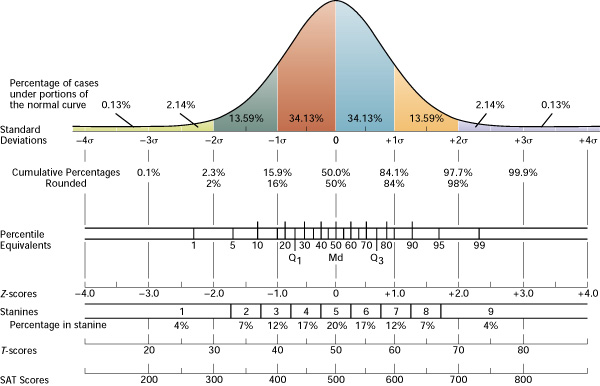 Percentage of cases
under portions of
the normal curve
0.13% 2.14% 13.59% 34.13% 34.13% 13.59% 2.14% 0.13%
Standard
Deviations
−4σ −3σ −2σ −1σ 0 +1σ +2σ +3σ +4σ
Cumulative Percentages 0.1% 2.3% 15.9% 50.0% 84.1% 97.7% 99.9%
Rounded 2% 16% 50% 84% 98%
Percentile
Equivalents
1 5 10 20 30 40 50 60 70 80 90 95 99
Q1 Md Q3
Z-scores
−4.0 −3.0 −2.0 −1.0 0 +1.0 +2.0 +3.0 +4.0
Stanines 1 2 3 4 5 6 7 8 9
Percentage in stanine 4% 7% 12% 17% 20% 17% 12% 7% 4%
T-scores 20 30 40 50 60 70 80
SAT Scores 200 300 400 500 600 700 800